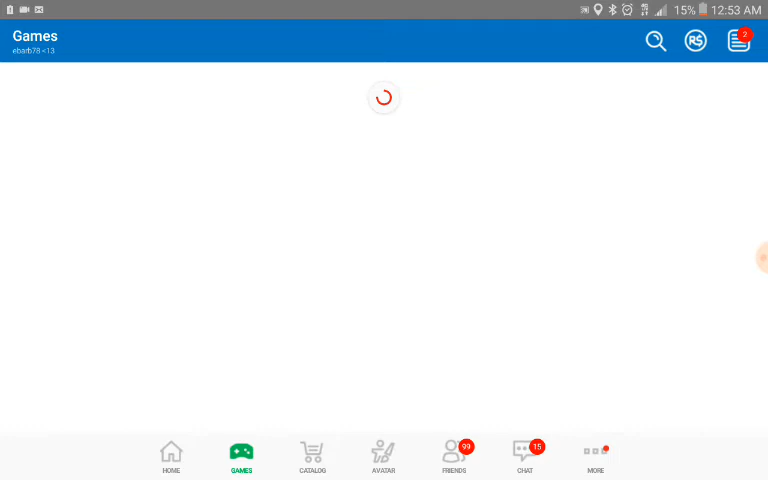 15% 12:53 AM
Games
ebarb78 <13
R$
2
99
15
HOME
GAMES
CATALOG
AVATAR
FRIENDS
CHAT
MORE